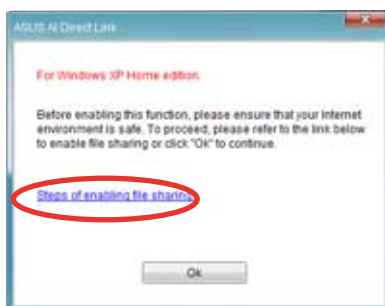 ASUS AI Direct Link
For Windows XP Home edition.
Before enabling this function, please ensure that your Internet
environment is safe. To proceed, please refer to the link below
to enable file sharing or click "Ok" to continue.
Steps of enabling file sharing
Ok